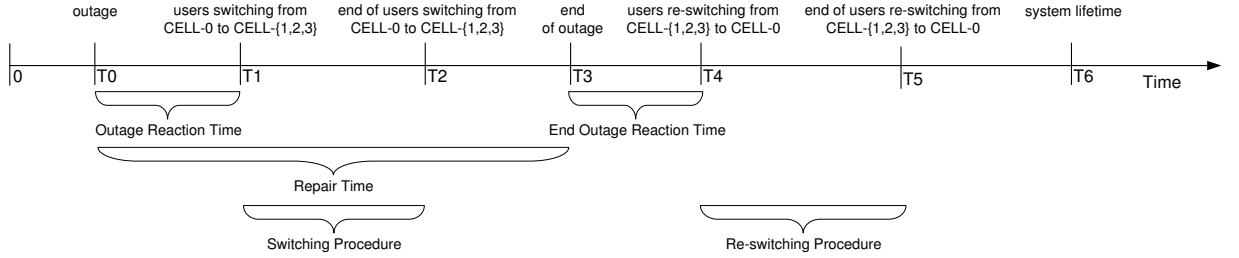 outage
users switching from
CELL-0 to CELL-{1,2,3}
end of users switching from
CELL-0 to CELL-{1,2,3}
end
of outage
users re-switching from
CELL-{1,2,3} to CELL-0
end of users re-switching from
CELL-{1,2,3} to CELL-0
system lifetime
0 T0 T1 T2 T3 T4 T5 T6 Time
Outage Reaction Time
End Outage Reaction Time
Repair Time
Switching Procedure
Re-switching Procedure